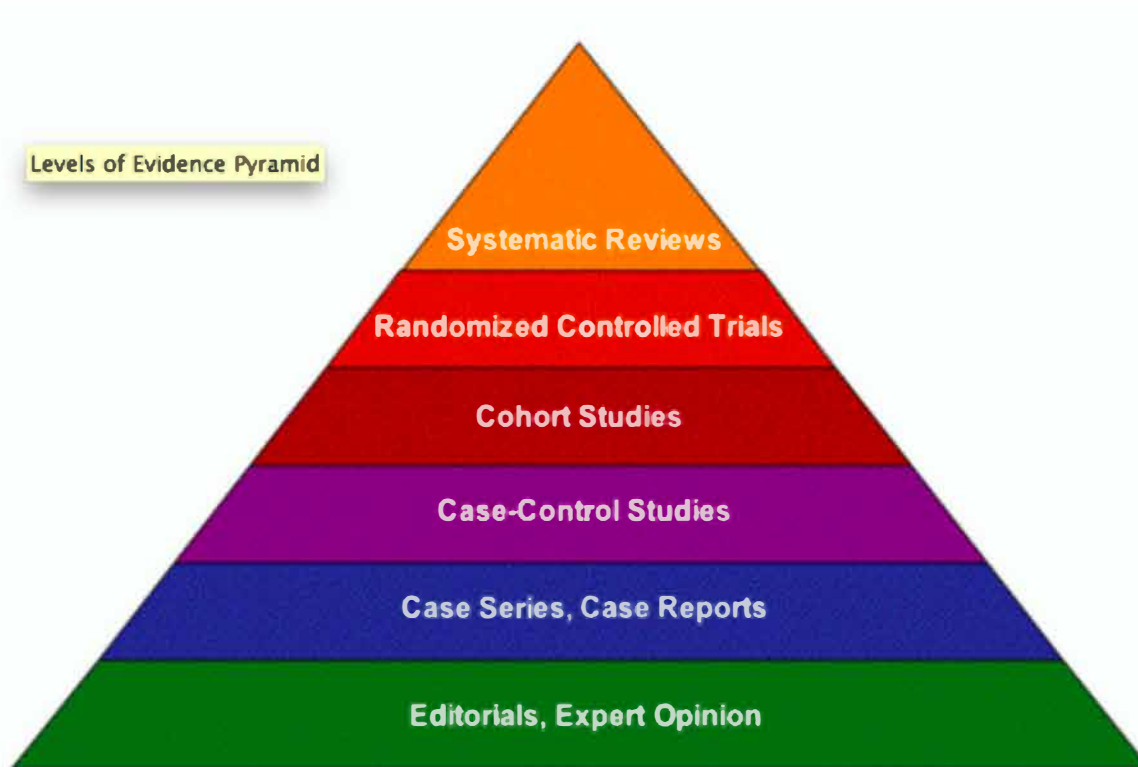 Levels of Evidence Pyramid
Systematic Reviews
Randomized Controlled Trials
Cohort Studies
Case-Control Studies
Case Series, Case Reports
Editorials, Expert Opinion